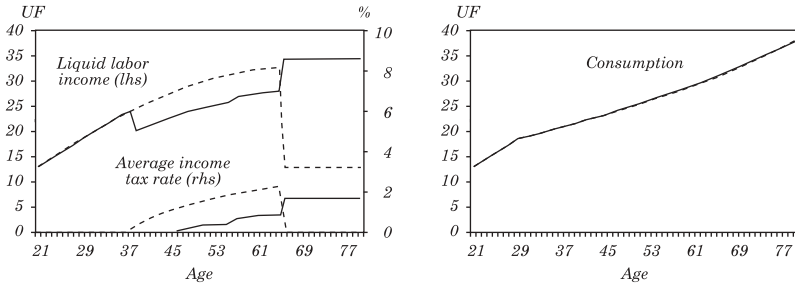 UF
%
40
35
30
25
20
15
10
5
0
10
8
6
4
2
0
Liquid labor
income (lhs)
Average income
tax rate (rhs)
21 29 37 45 53 61 69 77
Age
UF
40
35
30
25
20
15
10
5
0
Consumption
21 29 37 45 53 61 69 77
Age